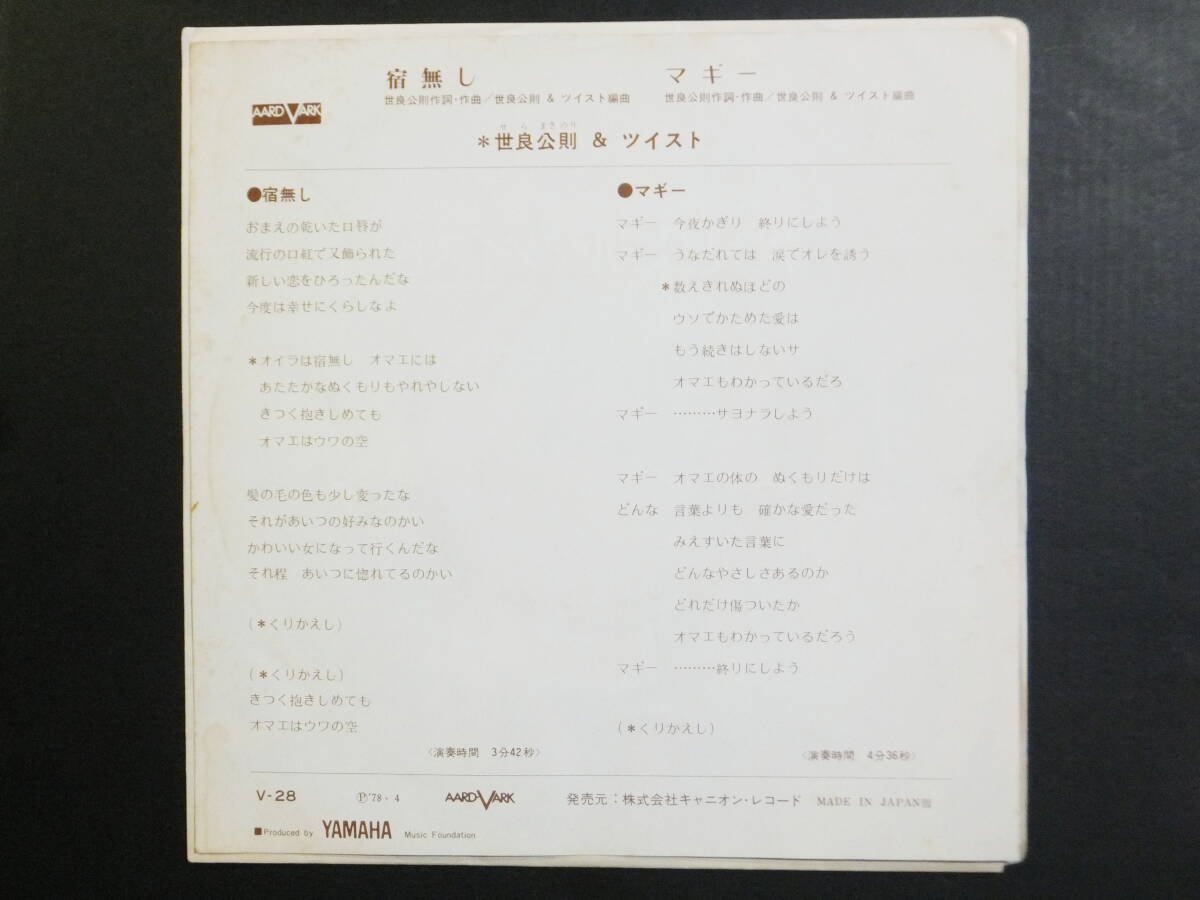 宿無し
世良公則作詞・作曲／世良公則 & ツイスト編曲
マギー
世良公則作詞・作曲／世良公則 & ツイスト編曲
AARDVARK
せら まさのり
＊世良公則 & ツイスト
●宿無し
おまえの乾いた口唇が
流行の口紅で又飾られた
新しい恋をひろったんだな
今度は幸せにくらしなよ
＊オイラは宿無し オマエには
あたたかなぬくもりもやれやしない
きつく抱きしめても
オマエはウワの空
髪の毛の色も少し変ったな
それがあいつの好みなのかい
かわいい女になって行くんだな
それ程 あいつに惚れてるのかい
(＊くりかえし)
(＊くりかえし)
きつく抱きしめても
オマエはウワの空
〈演奏時間 3分42秒〉
●マギー
マギー 今夜かぎり 終りにしよう
マギー うなだれては 涙でオレを誘う
＊数えきれぬほどの
ウソでかためた愛は
もう続きはしないサ
オマエもわかっているだろ
マギー ………サヨナラしよう
マギー オマエの体の ぬくもりだけは
どんな 言葉よりも 確かな愛だった
みえすいた言葉に
どんなやさしさあるのか
どれだけ傷ついたか
オマエもわかっているだろう
マギー ………終りにしよう
(＊くりかえし)
〈演奏時間 4分36秒〉
V-28 Ⓟ'78・4 AARDVARK 発売元：株式会社キャニオン・レコード MADE IN JAPAN
■Produced by YAMAHA Music Foundation